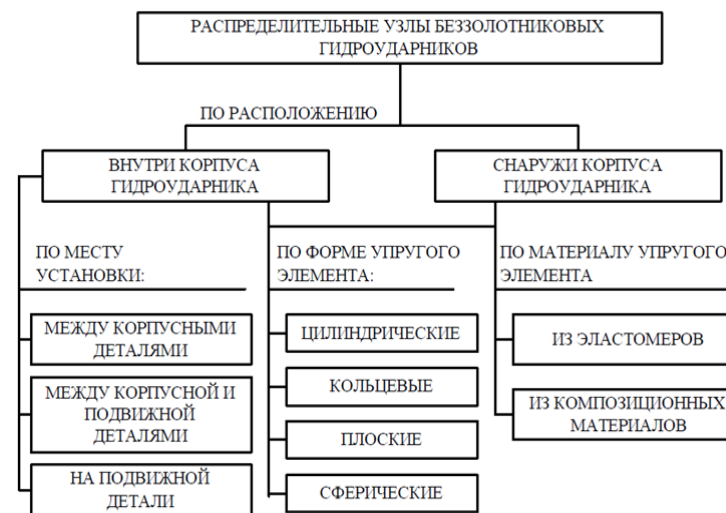 РАСПРЕДЕЛИТЕЛЬНЫЕ УЗЛЫ БЕЗЗОЛОТНИКОВЫХ
ГИДРОУДАРНИКОВ
ПО РАСПОЛОЖЕНИЮ
ВНУТРИ КОРПУСА
ГИДРОУДАРНИКА
СНАРУЖИ КОРПУСА
ГИДРОУДАРНИКА
ПО МЕСТУ
УСТАНОВКИ:
МЕЖДУ КОРПУСНЫМИ
ДЕТАЛЯМИ
МЕЖДУ КОРПУСНОЙ И
ПОДВИЖНОЙ
ДЕТАЛЯМИ
НА ПОДВИЖНОЙ
ДЕТАЛИ
ПО ФОРМЕ УПРУГОГО
ЭЛЕМЕНТА:
ЦИЛИНДРИЧЕСКИЕ
КОЛЬЦЕВЫЕ
ПЛОСКИЕ
СФЕРИЧЕСКИЕ
ПО МАТЕРИАЛУ УПРУГОГО
ЭЛЕМЕНТА
ИЗ ЭЛАСТОМЕРОВ
ИЗ КОМПОЗИЦИОННЫХ
МАТЕРИАЛОВ